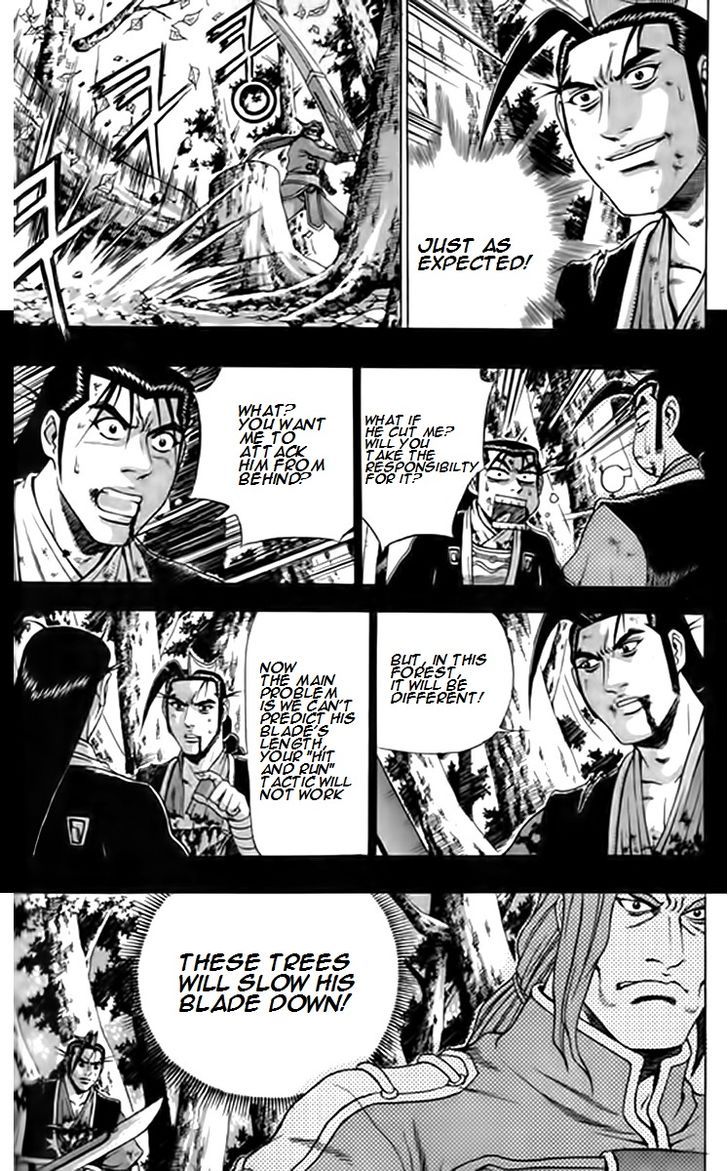 JUST AS
EXPECTED!
WHAT?
YOU WANT
ME TO
ATTACK
HIM FROM
BEHIND?
WHAT IF
HE CUT ME?
WILL YOU
TAKE THE
RESPONSIBILTY
FOR IT?
NOW
THE MAIN
PROBLEM
IS WE CAN'T
PREDICT HIS
BLADE'S
LENGTH,
YOUR "HIT
AND RUN"
TACTIC WILL
NOT WORK
BUT, IN THIS
FOREST,
IT WILL BE
DIFFERENT!
THESE TREES
WILL SLOW HIS
BLADE DOWN!